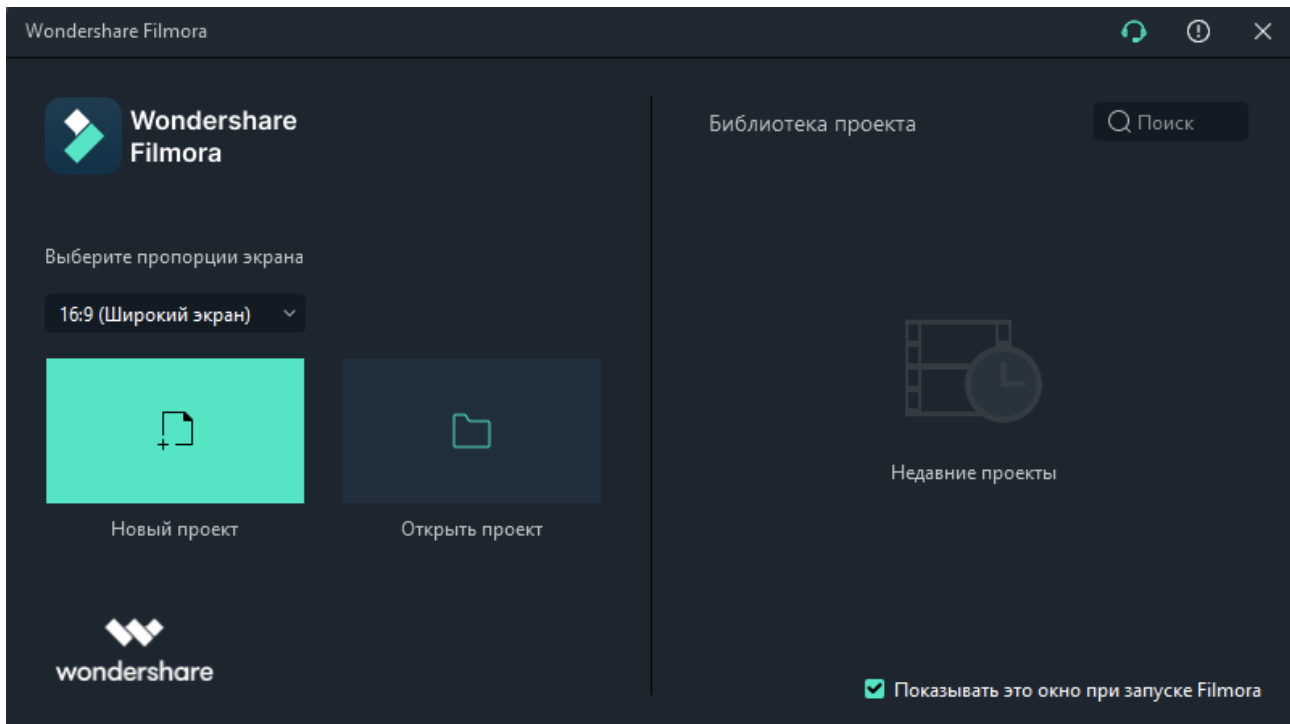 Wondershare Filmora
Wondershare
Filmora
Выберите пропорции экрана
16:9 (Широкий экран)
Новый проект
Открыть проект
wondershare
Библиотека проекта
Поиск
Недавние проекты
Показывать это окно при запуске Filmora